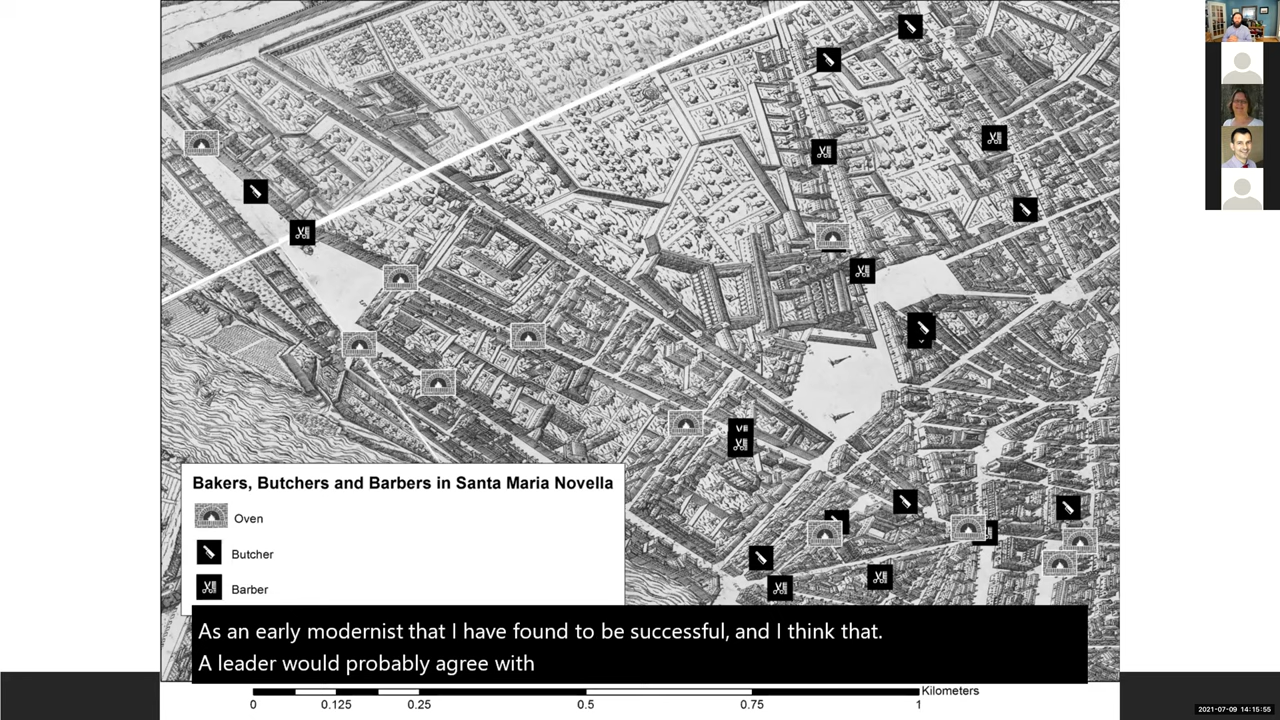 Bakers, Butchers and Barbers in Santa Maria Novella
Oven
Butcher
Barber
As an early modernist that I have found to be successful, and I think that.
A leader would probably agree with
Kilometers
0 0.125 0.25 0.5 0.75 1
2021-07-09 14:15:55